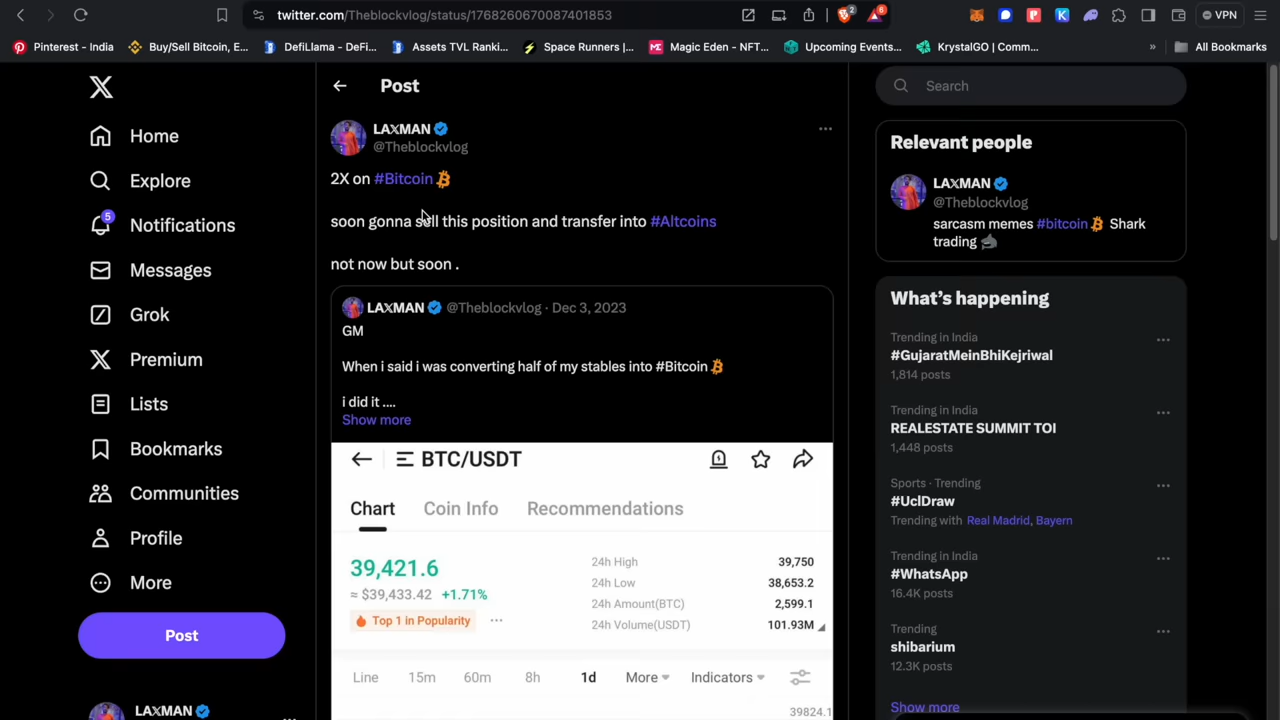 twitter.com/Theblockvlog/status/1768260670087401853
2
6
VPN
Pinterest - India
Buy/Sell Bitcoin, E...
DefiLlama - DeFi...
Assets TVL Ranki...
Space Runners |...
Magic Eden - NFT...
Upcoming Events...
KrystalGO | Comm...
»
All Bookmarks
Home
Explore
5
Notifications
Messages
Grok
Premium
Lists
Bookmarks
Communities
Profile
More
Post
LAXMAN
Post
LAXMAN
@Theblockvlog
2X on #Bitcoin
soon gonna sell this position and transfer into #Altcoins
not now but soon .
LAXMAN @Theblockvlog · Dec 3, 2023
GM
When i said i was converting half of my stables into #Bitcoin
i did it ....
Show more
BTC/USDT
Chart Coin Info Recommendations
39,421.6
≈ $39,433.42 +1.71%
Top 1 in Popularity
24h High 39,750
24h Low 38,653.2
24h Amount(BTC) 2,599.1
24h Volume(USDT) 101.93M
Line 15m 60m 8h 1d More Indicators
39824.1
Search
Relevant people
LAXMAN
@Theblockvlog
sarcasm memes #bitcoin Shark
trading
What's happening
Trending in India
#GujaratMeinBhiKejriwal
1,814 posts
Trending in India
REALESTATE SUMMIT TOI
1,448 posts
Sports · Trending
#UclDraw
Trending with Real Madrid, Bayern
Trending in India
#WhatsApp
16.4K posts
Trending
shibarium
12.3K posts
Show more